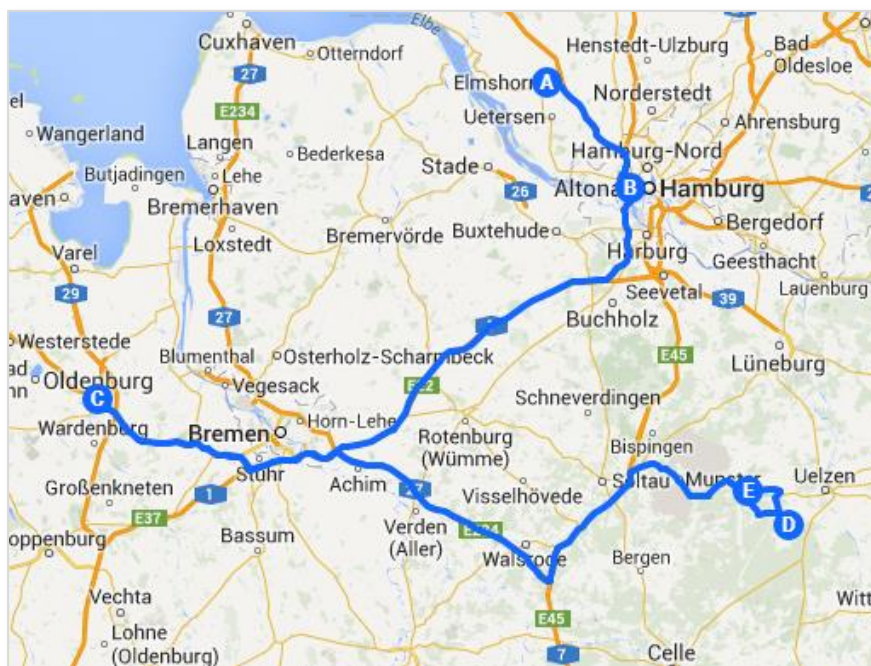 Cuxhaven
Otterndorf
Elbe
Henstedt-Ulzburg
Bad
Oldesloe
27
23
Elmshorn
A
Norderstedt
E234
Uetersen
Ahrensburg
Wangerland
Langen
Bederkesa
Hamburg-Nord
Butjadingen
Lehe
Stade
Altona
B
Hamburg
haven
Bremerhaven
26
Bremervörde
Buxtehude
Bergedorf
Loxstedt
Harburg
Geesthacht
Varel
Seevetal
Lauenburg
29
39
Buchholz
27
1
Westerstede
Blumenthal
Osterholz-Scharmbeck
E45
Lüneburg
Oldenburg
Vegesack
E22
C
Schneverdingen
Horn-Lehe
Wardenburg
Bremen
Rotenburg
(Wümme)
Bispingen
Stuhr
Achim
Soltau
Munster
Uelzen
Großenkneten
1
27
Visselhövede
E
E37
D
Verden
(Aller)
E234
oppenburg
Bassum
Walsrode
Bergen
Vechta
E45
Witt
Lohne
(Oldenburg)
7
Celle